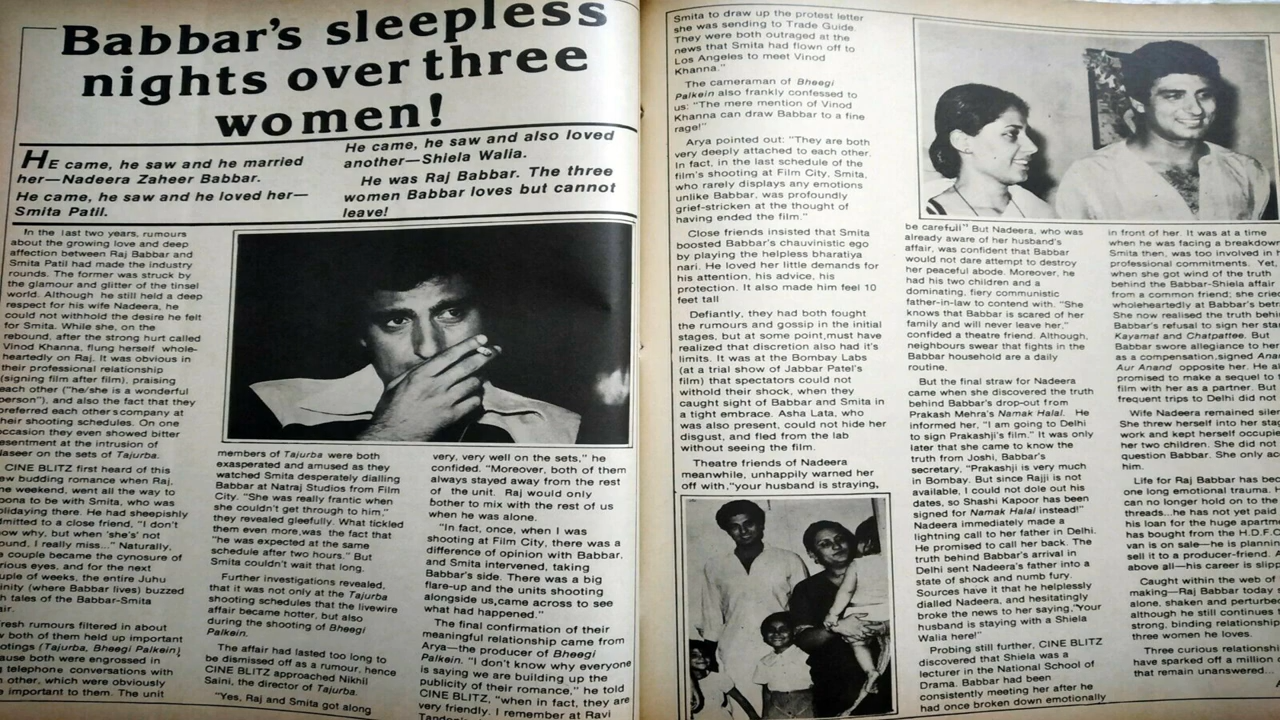 Babbar's sleepless
nights over three
women!
HE came, he saw and he married
her—Nadeera Zaheer Babbar.
He came, he saw and he loved her—
Smita Patil.
He came, he saw and also loved
another—Shiela Walia.
He was Raj Babbar. The three
women Babbar loves but cannot
leave!
In the last two years, rumours
about the growing love and deep
affection between Raj Babbar and
Smita Patil had made the industry
rounds. The former was struck by
the glamour and glitter of the tinsel
world. Although he still held a deep
respect for his wife Nadeera, he
could not withhold the desire he felt
for Smita. While she, on the
rebound, after the strong hurt called
Vinod Khanna, flung herself whole-
heartedly on Raj. It was obvious in
their professional relationship
(signing film after film), praising
each other ("he/she is a wonderful
person"), and also the fact that they
preferred each other's company at
their shooting schedules. On one
occasion they even showed bitter
esentment at the intrusion of
laseer on the sets of Tajurba.
CINE BLITZ first heard of this
ew budding romance when Raj,
ne weekend, went all the way to
oona to be with Smita, who was
olidaying there. He had sheepishly
dmitted to a close friend, "I don't
ow why, but when 'she's' not
ound, I really miss..." Naturally,
couple became the cynosure of
rious eyes, and for the next
uple of weeks, the entire Juhu
inity (where Babbar lives) buzzed
h tales of the Babbar-Smita
air.
resh rumours filtered in about
both of them held up important
otings (Tajurba, Bheegi Palkein)
ause both were engrossed in
telephone conversations with
other, which were obviously
important to them. The unit
members of Tajurba were both
exasperated and amused as they
watched Smita desperately dialling
Babbar at Natraj Studios from Film
City. "She was really frantic when
she couldn't get through to him,"
they revealed gleefully. What tickled
them even more,was the fact that
"he was expected at the same
schedule after two hours." But
Smita couldn't wait that long.
Further investigations revealed,
that it was not only at the Tajurba
shooting schedules that the livewire
affair became hotter, but also
during the shooting of Bheegi
Palkein.
The affair had lasted too long to
be dismissed off as a rumour, hence
CINE BLITZ approached Nikhil
Saini, the director of Tajurba.
"Yes, Raj and Smita got along
very, very well on the sets," he
confided. "Moreover, both of them
always stayed away from the rest
of the unit. Raj would only
bother to mix with the rest of us
when he was alone.
"In fact, once, when I was
shooting at Film City, there was a
difference of opinion with Babbar,
and Smita intervened, taking
Babbar's side. There was a big
flare-up and the units shooting
alongside us,came across to see
what had happened."
The final confirmation of their
meaningful relationship came from
Arya—the producer of Bheegi
Palkein. "I don't know why everyone
is saying we are building up the
publicity of their romance," he told
CINE BLITZ, "when in fact, they are
very friendly. I remember at Ravi
Smita to draw up the protest letter
she was sending to Trade Guide.
They were both outraged at the
news that Smita had flown off to
Los Angeles to meet Vinod
Khanna."
The cameraman of Bheegi
Palkein also frankly confessed to
us: "The mere mention of Vinod
Khanna can draw Babbar to a fine
rage!"
Arya pointed out: "They are both
very deeply attached to each other.
In fact, in the last schedule of the
film's shooting at Film City, Smita,
who rarely displays any emotions
unlike Babbar, was profoundly
grief-stricken at the thought of
having ended the film."
Close friends insisted that Smita
boosted Babbar's chauvinistic ego
by playing the helpless bharatiya
nari. He loved her little demands for
his attention, his advice, his
protection. It also made him feel 10
feet tall
Defiantly, they had both fought
the rumours and gossip in the initial
stages, but at some point,must have
realised that discretion also had it's
limits. It was at the Bombay Labs
(at a trial show of Jabbar Patel's
film) that spectators could not
withold their shock, when they
caught sight of Babbar and Smita in
a tight embrace. Asha Lata, who
was also present, could not hide her
disgust, and fled from the lab
without seeing the film.
Theatre friends of Nadeera
meanwhile, unhappily warned her
off with,"your husband is straying,
be careful!" But Nadeera, who was
already aware of her husband's
affair, was confident that Babbar
would not dare attempt to destroy
her peaceful abode. Moreover, he
had his two children and a
dominating, fiery communistic
father-in-law to contend with. "She
knows that Babbar is scared of her
family and will never leave her,"
confided a theatre friend. Although,
neighbours swear that fights in the
Babbar household are a daily
routine.
But the final straw for Nadeera
came when she discovered the truth
behind Babbar's drop-out from
Prakash Mehra's Namak Halal. He
informed her, "I am going to Delhi
to sign Prakashji's film." It was only
later that she came to know the
truth from Joshi, Babbar's
secretary. "Prakashji is very much
in Bombay. But since Rajji is not
available, I could not dole out his
dates, so Shashi Kapoor has been
signed for Namak Halal instead!"
Nadeera immediately made a
lightning call to her father in Delhi.
He promised to call her back. The
truth behind Babbar's arrival in
Delhi sent Nadeera's father into a
state of shock and numb fury.
Sources have it that he helplessly
dialled Nadeera, and hesitatingly
broke the news to her saying,"Your
husband is staying with a Shiela
Walia here!"
Probing still further, CINE BLITZ
discovered that Shiela was a
lecturer in the National School of
Drama. Babbar had been
consistently meeting her after he
had once broken down emotionally
in front of her. It was at a time
when he was facing a breakdown
Smita then, was too involved in h
professional commitments. Yet,
when she got wind of the truth
behind the Babbar-Shiela affair
from a common friend, she crie
wholeheartedly at Babbar's betr
She now realised the truth behin
Babbar's refusal to sign her sta
Kayamat and Chatpattee. But
Babbar swore allegiance to her
as a compensation,signed Anan
Aur Anand opposite her. He al
promised to make a sequel to
film with her as a partner. But
frequent trips to Delhi did not
Wife Nadeera remained siler
She threw herself into her stag
work and kept herself occupie
her two children. She did not
question Babbar. She only ac
him.
Life for Raj Babbar has bec
one long emotional trauma. H
can no longer hold on to the
threads...he has not yet paid
his loan for the huge apartm
has bought from the H.D.F.C
van is on sale—he is plannin
sell it to a producer-friend. A
above all—his career is slipp
Caught within the web of
making—Raj Babbar today
alone, shaken and perturbe
although he still continues
strong, binding relationship
three women he loves.
Three curious relationshi
have sparked off a million
that remain unanswered...